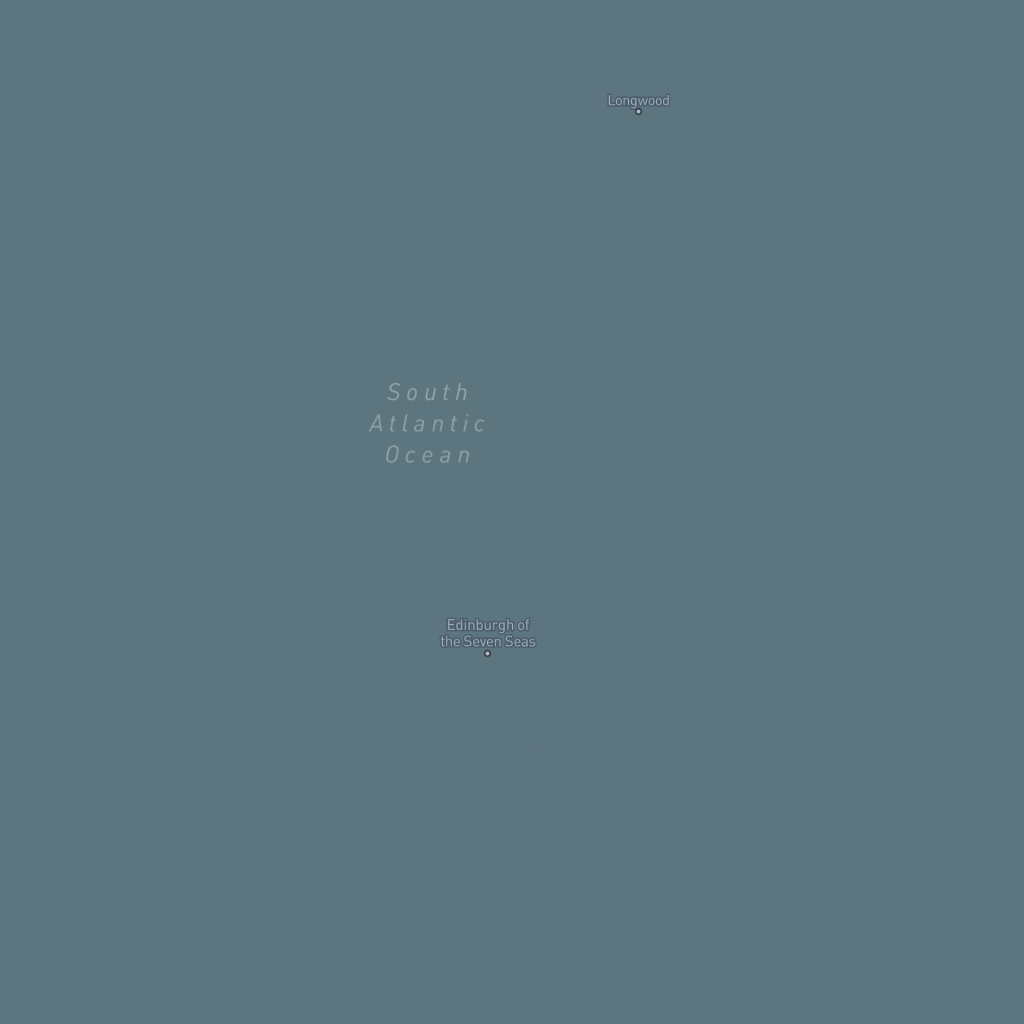 Longwood
South
Atlantic
Ocean
Edinburgh of
the Seven Seas